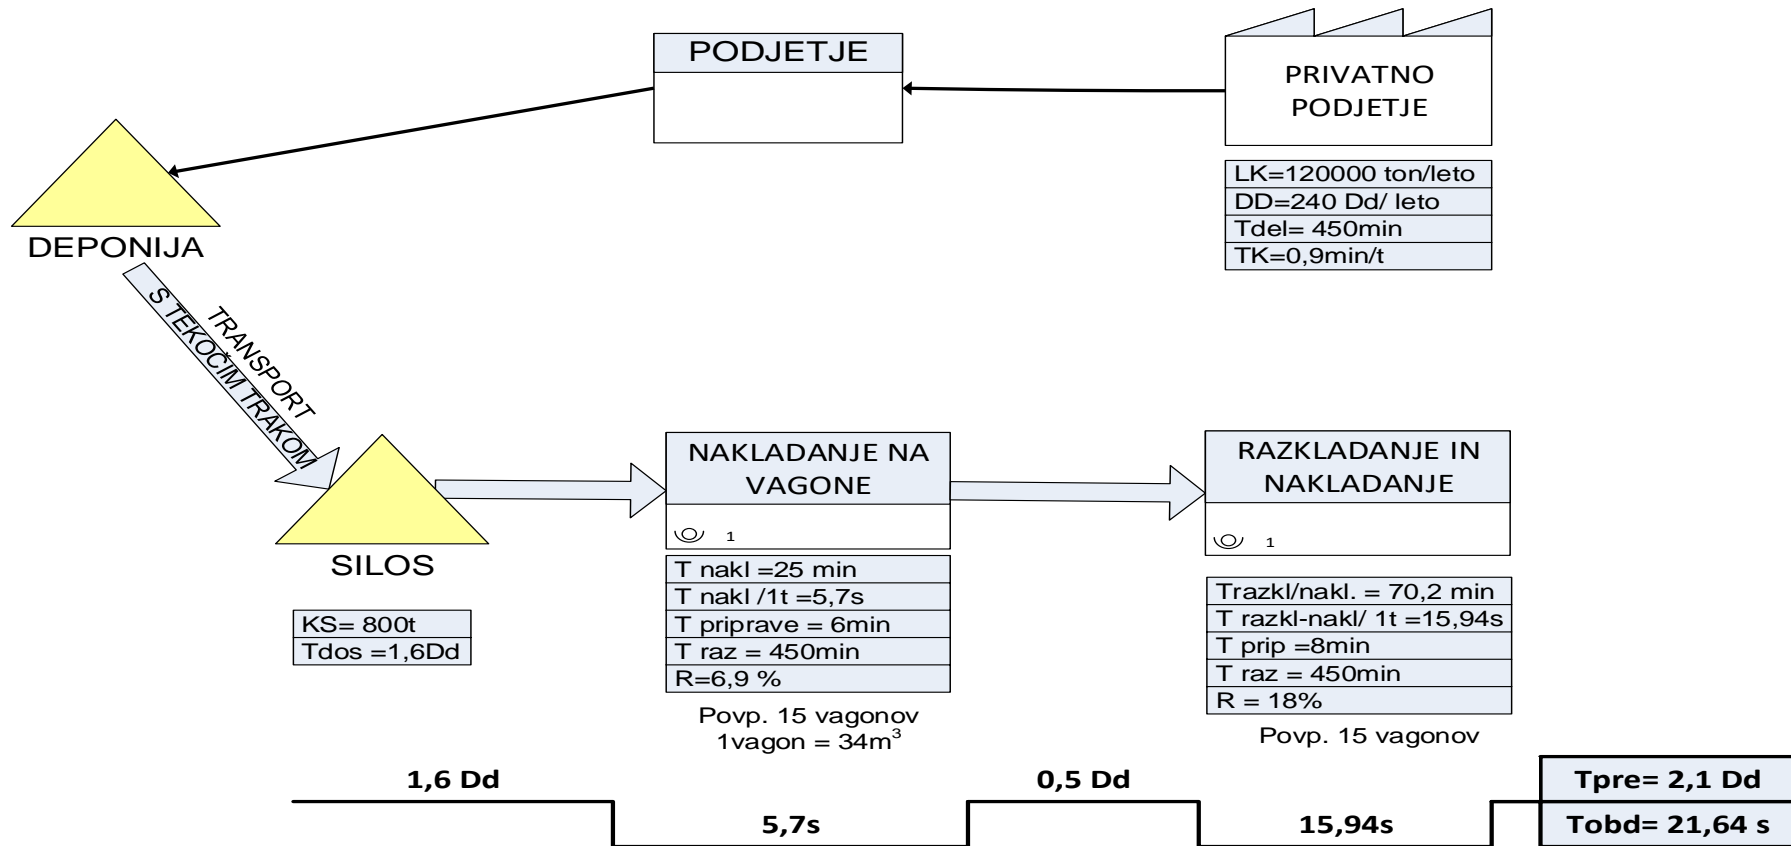 PODJETJE
PRIVATNO
PODJETJE
LK=120000 ton/leto
DD=240 Dd/ leto
Tdel= 450min
TK=0,9min/t
DEPONIJA
TRANSPORT
S TEKOČIM TRAKOM
SILOS
KS= 800t
Tdos =1,6Dd
NAKLADANJE NA
VAGONE
1
T nakl =25 min
T nakl /1t =5,7s
T priprave = 6min
T raz = 450min
R=6,9 %
Povp. 15 vagonov
1vagon = 34m³
RAZKLADANJE IN
NAKLADANJE
1
Trazkl/nakl. = 70,2 min
T razkl-nakl/ 1t =15,94s
T prip =8min
T raz = 450min
R = 18%
Povp. 15 vagonov
1,6 Dd
5,7s
0,5 Dd
15,94s
Tpre= 2,1 Dd
Tobd= 21,64 s